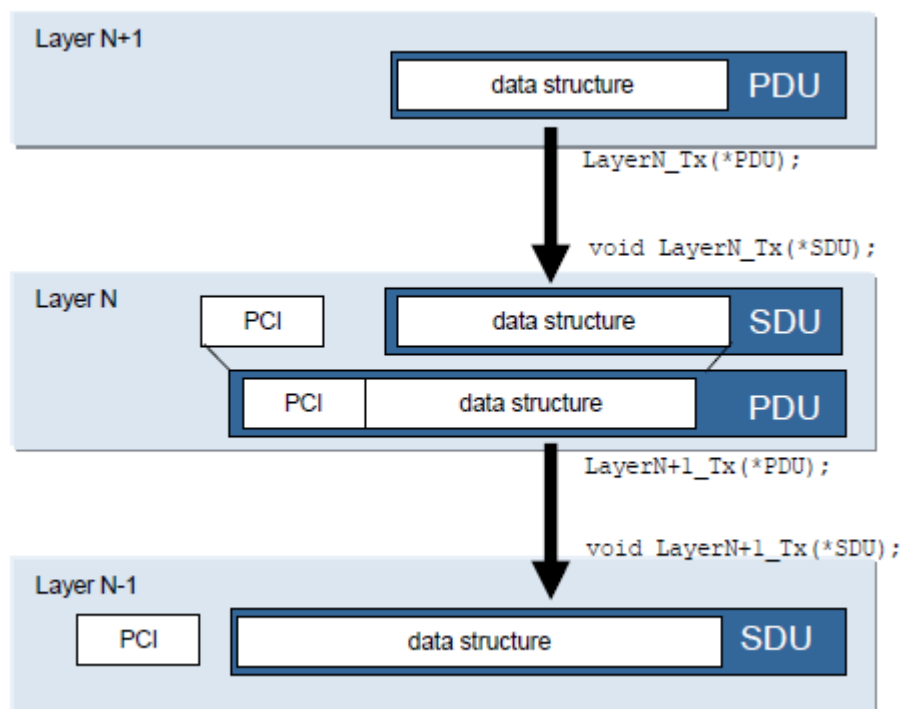 Layer N+1
data structure PDU
LayerN_Tx(*PDU);
void LayerN_Tx(*SDU);
Layer N
PCI data structure SDU
PCI data structure PDU
LayerN+1_Tx(*PDU);
void LayerN+1_Tx(*SDU);
Layer N-1
PCI data structure SDU